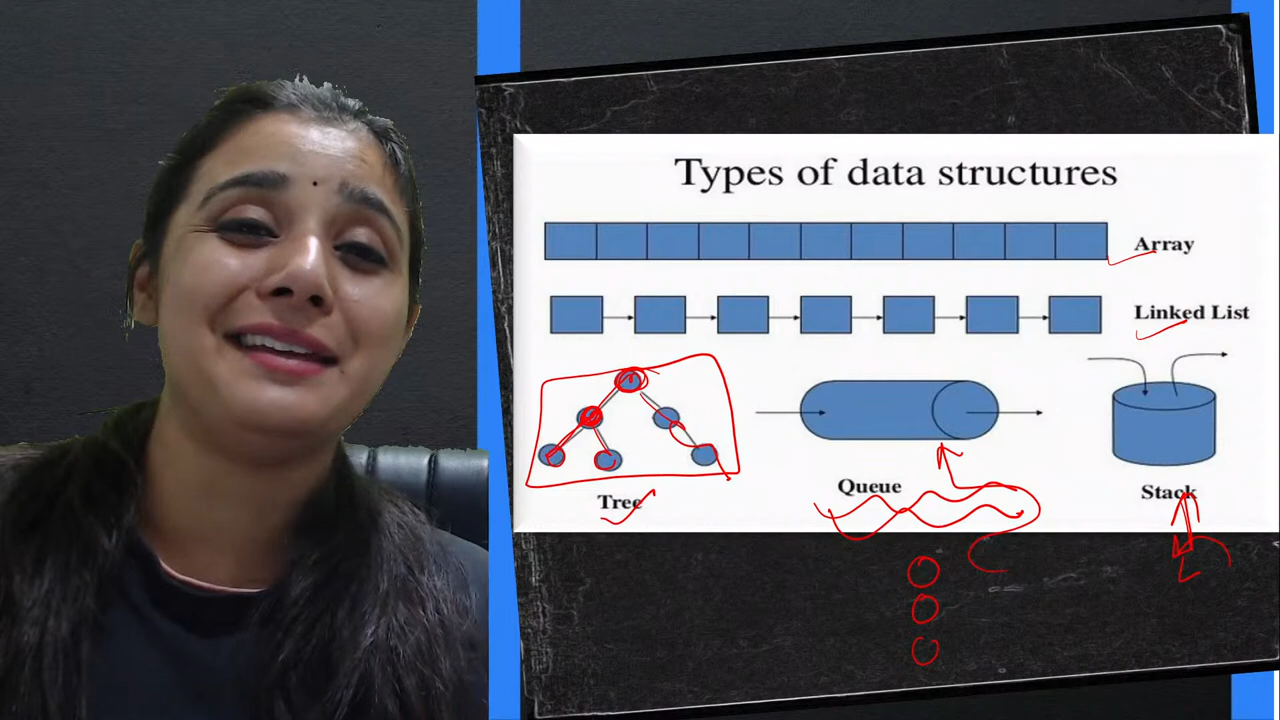 Types of data structures
Array
Linked List
Tree
Queue
Stack